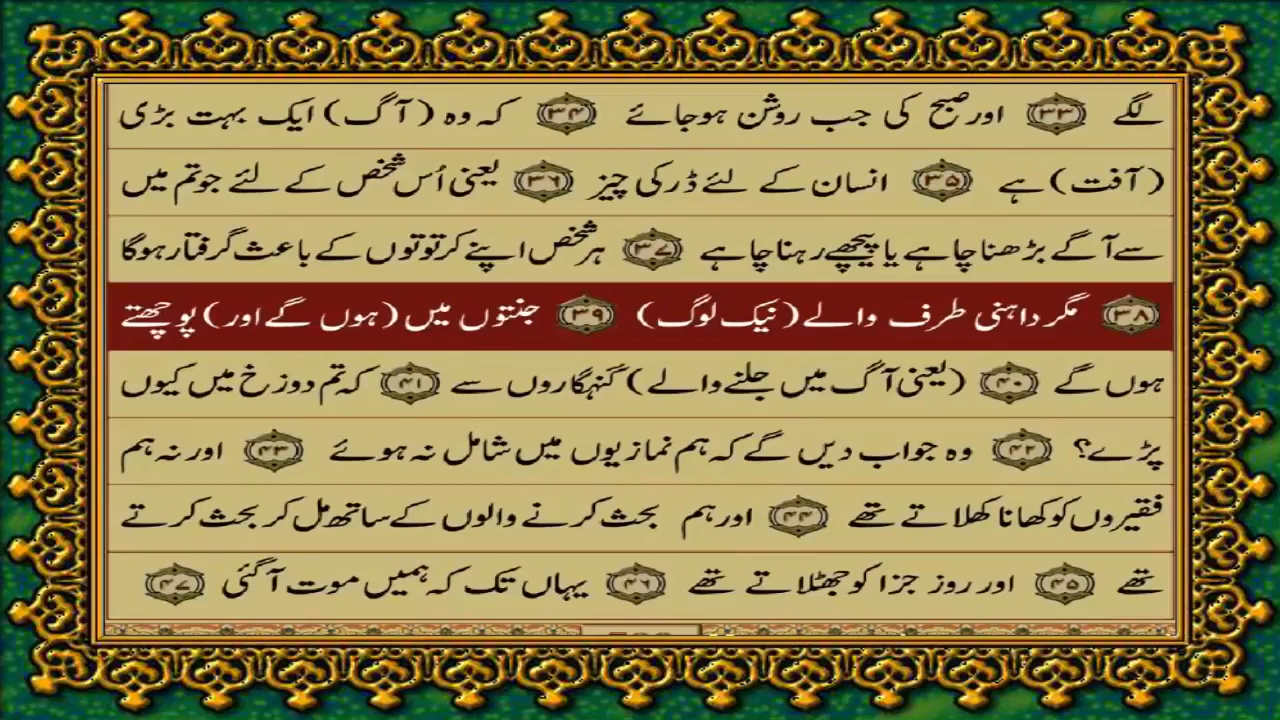 لگے ۳۳ اور صبح کی جب روشن ہوجائے ۳۴ کہ وہ (آگ) ایک بہت بڑی
(آفت) ہے ۳۵ انسان کے لئے ڈر کی چیز ۳۶ یعنی اُس شخص کے لئے جو تم میں
سے آگے بڑھنا چاہے یا پیچھے رہنا چاہے ۳۷ ہر شخص اپنے کرتوتوں کے باعث گرفتار ہوگا
۳۸ مگر داہنی طرف والے (نیک لوگ) ۳۹ جنتوں میں (ہوں گے اور) پوچھتے
ہوں گے ۴۰ (یعنی آگ میں جلنے والے) گنہگاروں سے ۴۱ کہ تم دوزخ میں کیوں
پڑے؟ ۴۲ وہ جواب دیں گے کہ ہم نمازیوں میں شامل نہ ہوئے ۴۳ اور نہ ہم
فقیروں کو کھانا کھلاتے تھے ۴۴ اور ہم بحث کرنے والوں کے ساتھ مل کر بحث کرتے
تھے ۴۵ اور روز جزا کو جھٹلاتے تھے ۴۶ یہاں تک کہ ہمیں موت آگئی ۴۷